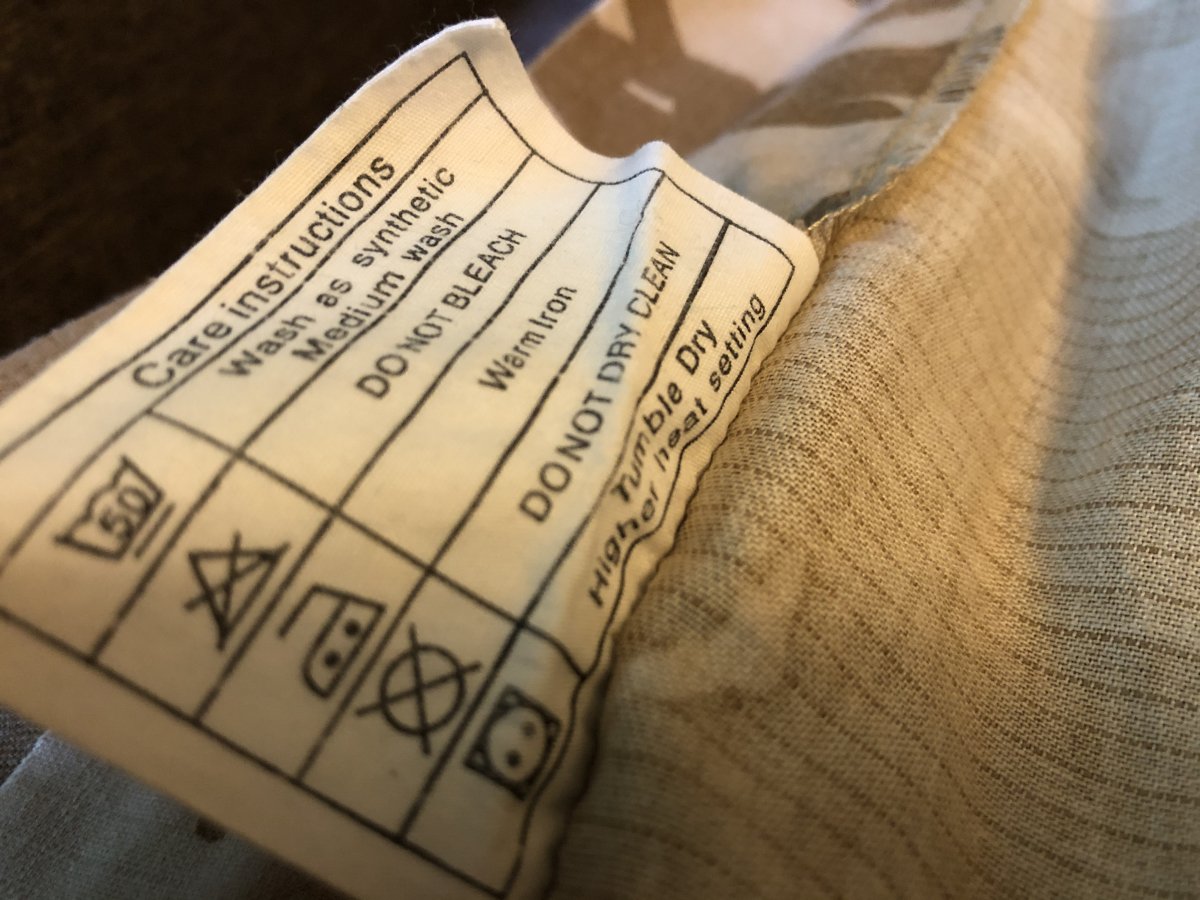 Care instructions
Wash as synthetic
Medium wash
50
DO NOT BLEACH
Warm Iron
DO NOT DRY CLEAN
Tumble Dry
Higher heat setting